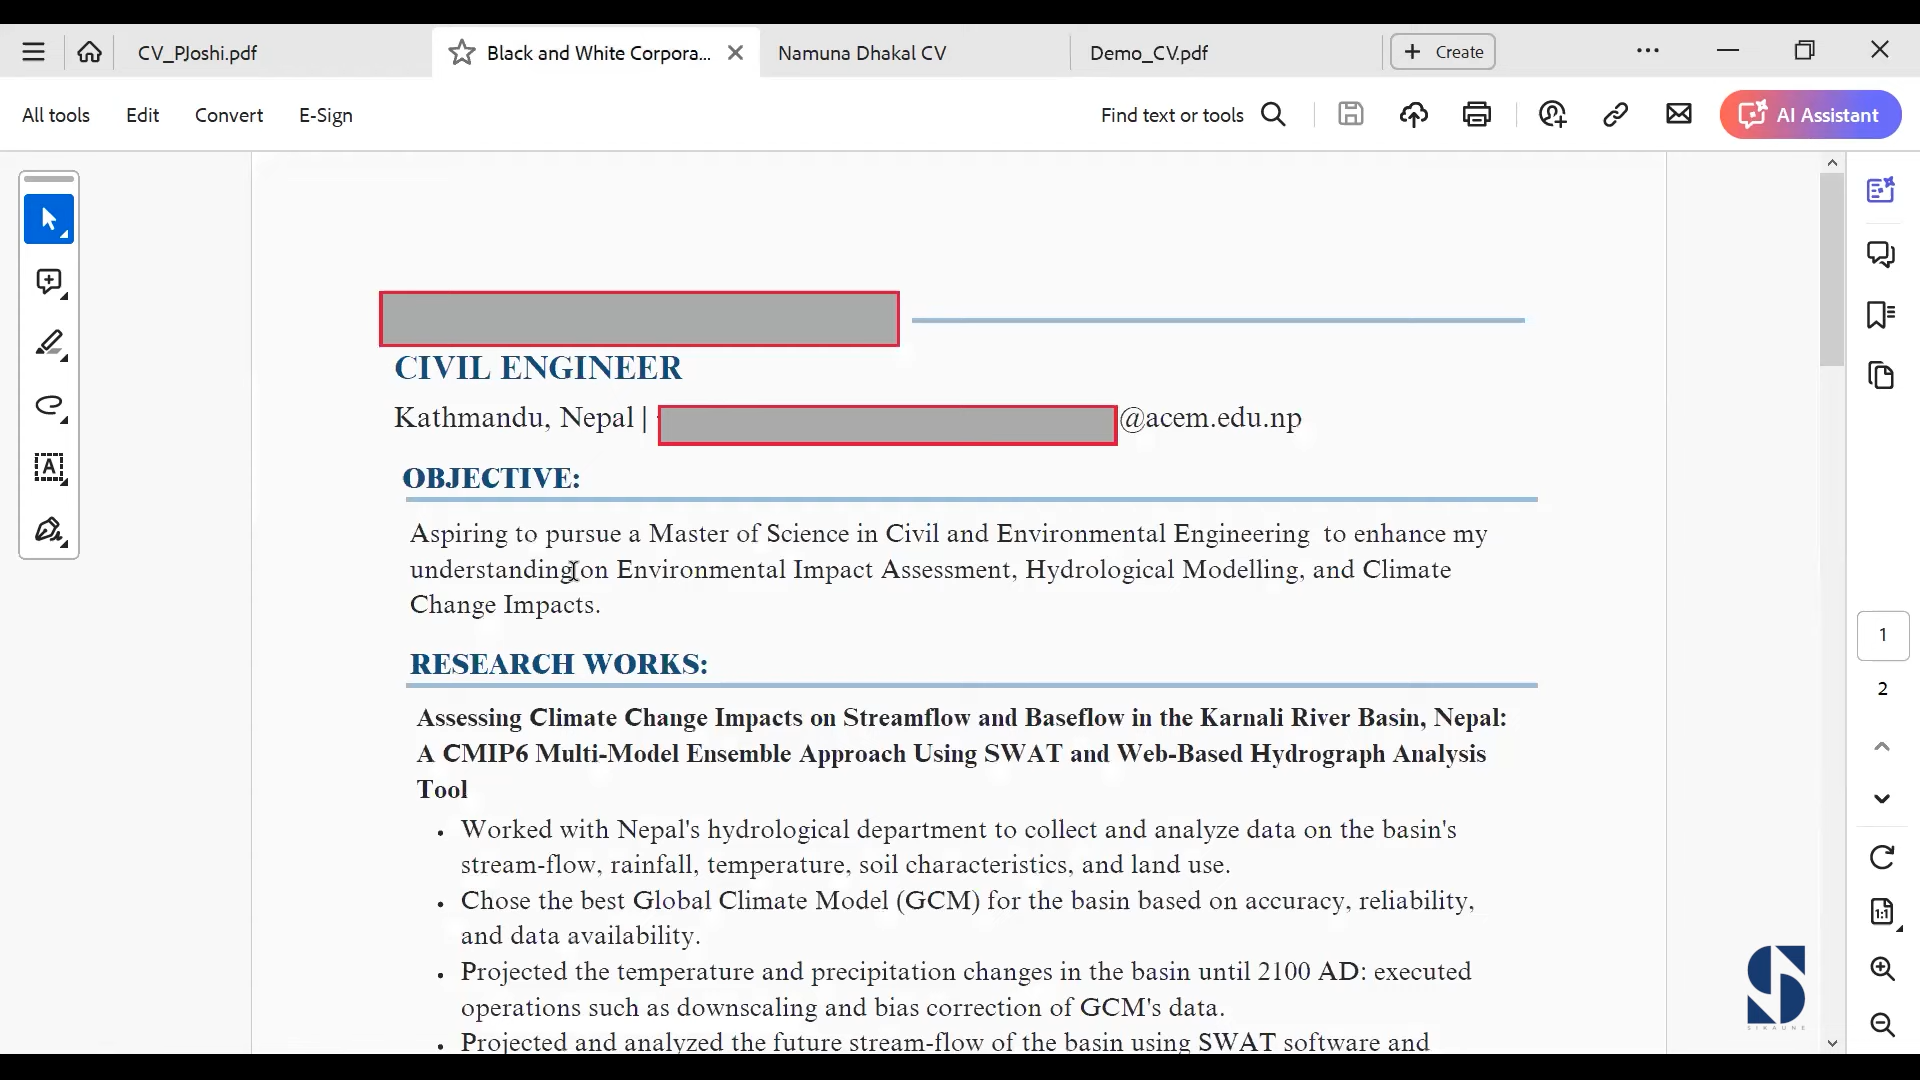 CV_PJoshi.pdf
Black and White Corpora...
Namuna Dhakal CV
Demo_CV.pdf
Create
All tools
Edit
Convert
E-Sign
Find text or tools
AI Assistant
CIVIL ENGINEER
Kathmandu, Nepal |
@acem.edu.np
OBJECTIVE:
Aspiring to pursue a Master of Science in Civil and Environmental Engineering to enhance my
understanding on Environmental Impact Assessment, Hydrological Modelling, and Climate
Change Impacts.
RESEARCH WORKS:
Assessing Climate Change Impacts on Streamflow and Baseflow in the Karnali River Basin, Nepal:
A CMIP6 Multi-Model Ensemble Approach Using SWAT and Web-Based Hydrograph Analysis
Tool
• Worked with Nepal's hydrological department to collect and analyze data on the basin's
stream-flow, rainfall, temperature, soil characteristics, and land use.
• Chose the best Global Climate Model (GCM) for the basin based on accuracy, reliability,
and data availability.
• Projected the temperature and precipitation changes in the basin until 2100 AD: executed
operations such as downscaling and bias correction of GCM's data.
• Projected and analyzed the future stream-flow of the basin using SWAT software and
1
2
1:1
SIKAUNE